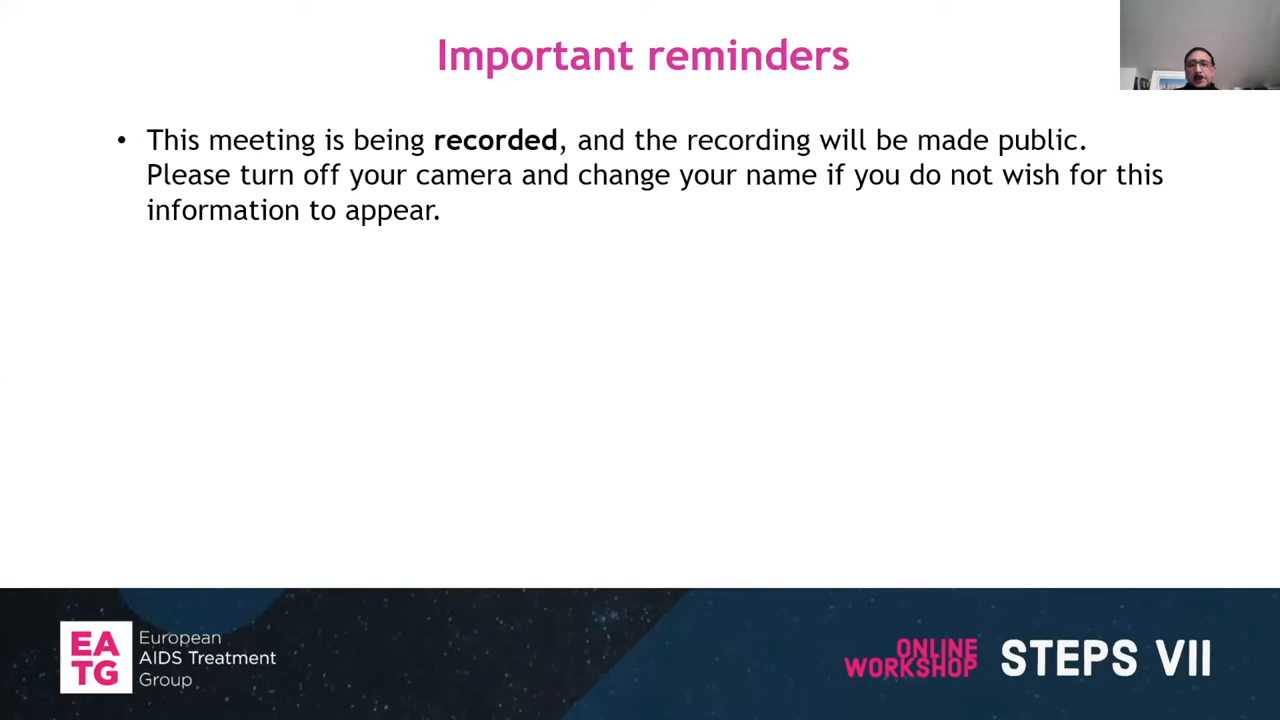 Important reminders
• This meeting is being recorded, and the recording will be made public.
Please turn off your camera and change your name if you do not wish for this
information to appear.
EA
TG
European
AIDS Treatment
Group
ONLINE
WORKSHOP
STEPS VII